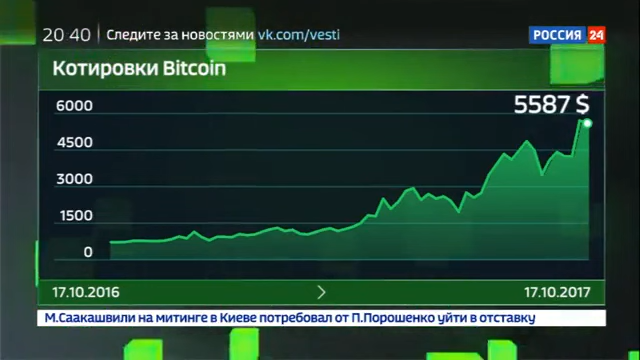 20 40 Следите за новостями vk.com/vesti РОССИЯ 24
Котировки Bitcoin
5587 $
6000
4500
3000
1500
0
17.10.2016 17.10.2017
М.Саакашвили на митинге в Киеве потребовал от П.Порошенко уйти в отставку